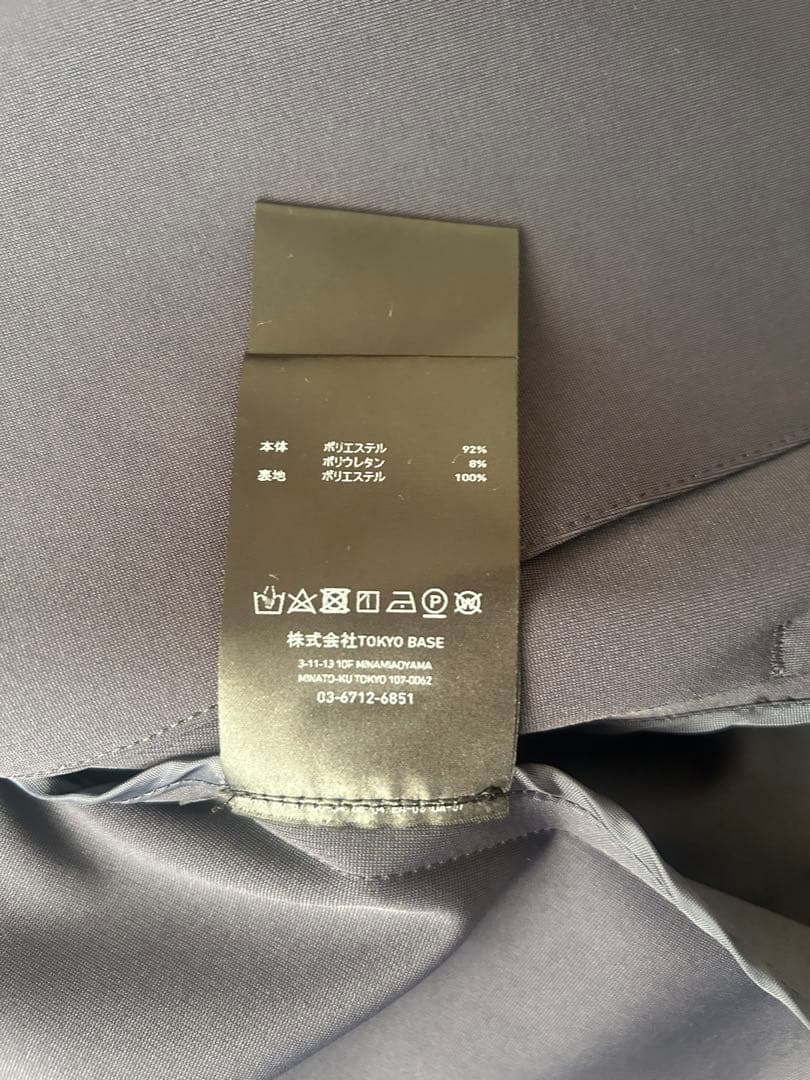 本体 ポリエステル 92%
ポリウレタン 8%
裏地 ポリエステル 100%
P W
株式会社TOKYO BASE
3-11-13 10F MINAMIAOYAMA
MINATO-KU TOKYO 107-0062
03-6712-6851